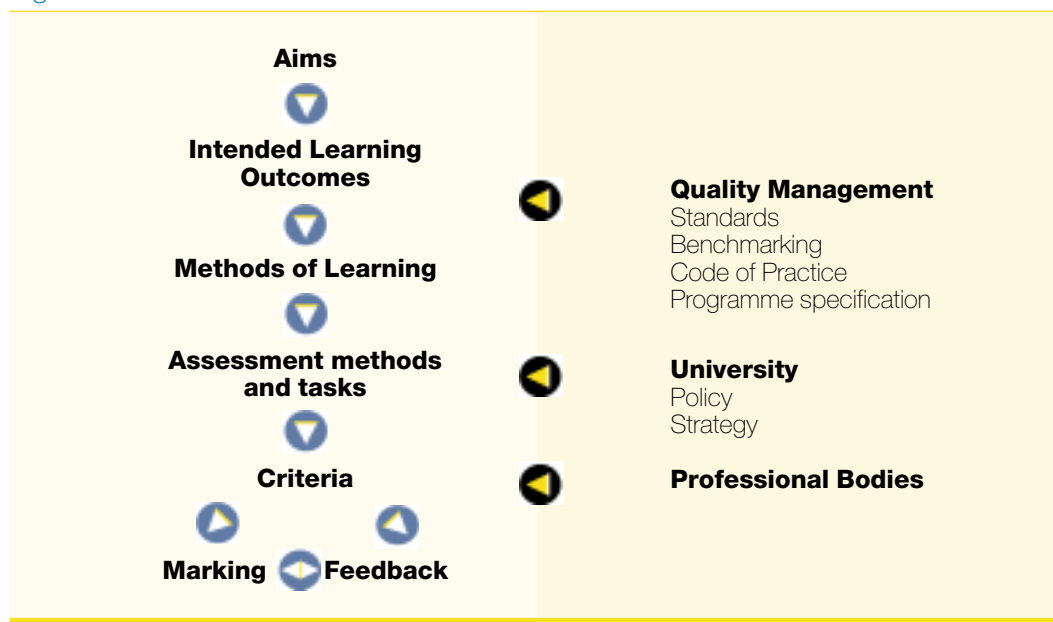 Aims
Intended Learning
Outcomes
Methods of Learning
Assessment methods
and tasks
Criteria
Marking
Feedback
Quality Management
Standards
Benchmarking
Code of Practice
Programme specification
University
Policy
Strategy
Professional Bodies